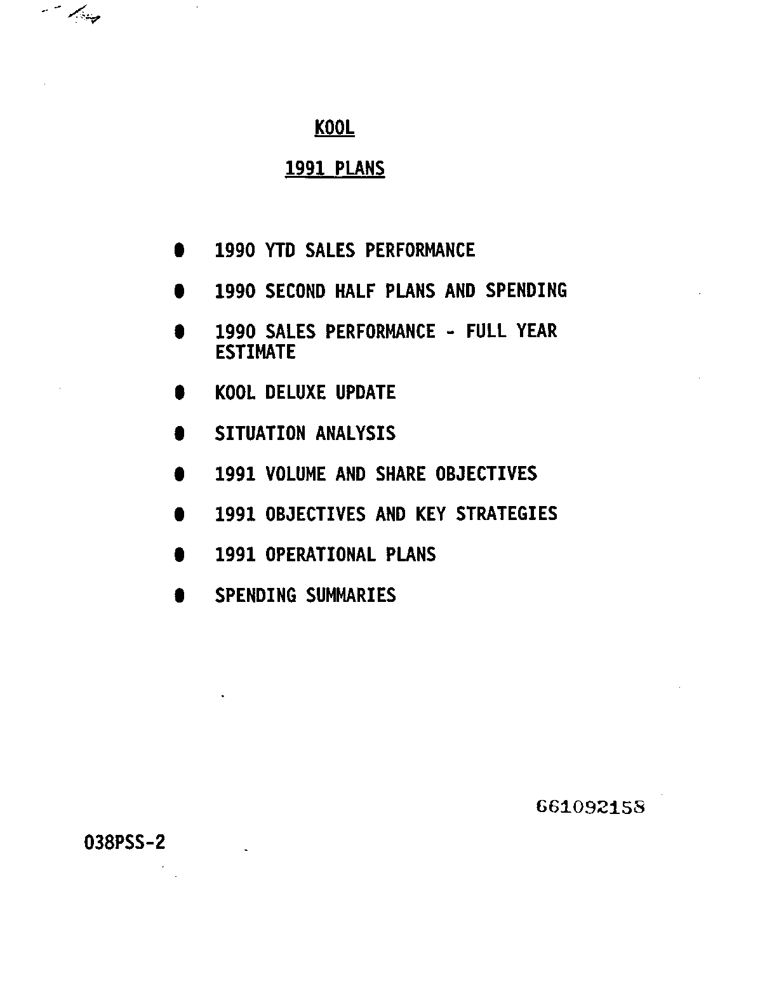 KOOL
1991 PLANS
● 1990 YTD SALES PERFORMANCE
● 1990 SECOND HALF PLANS AND SPENDING
● 1990 SALES PERFORMANCE - FULL YEAR
ESTIMATE
● KOOL DELUXE UPDATE
● SITUATION ANALYSIS
● 1991 VOLUME AND SHARE OBJECTIVES
● 1991 OBJECTIVES AND KEY STRATEGIES
● 1991 OPERATIONAL PLANS
● SPENDING SUMMARIES
661092158
038PSS-2